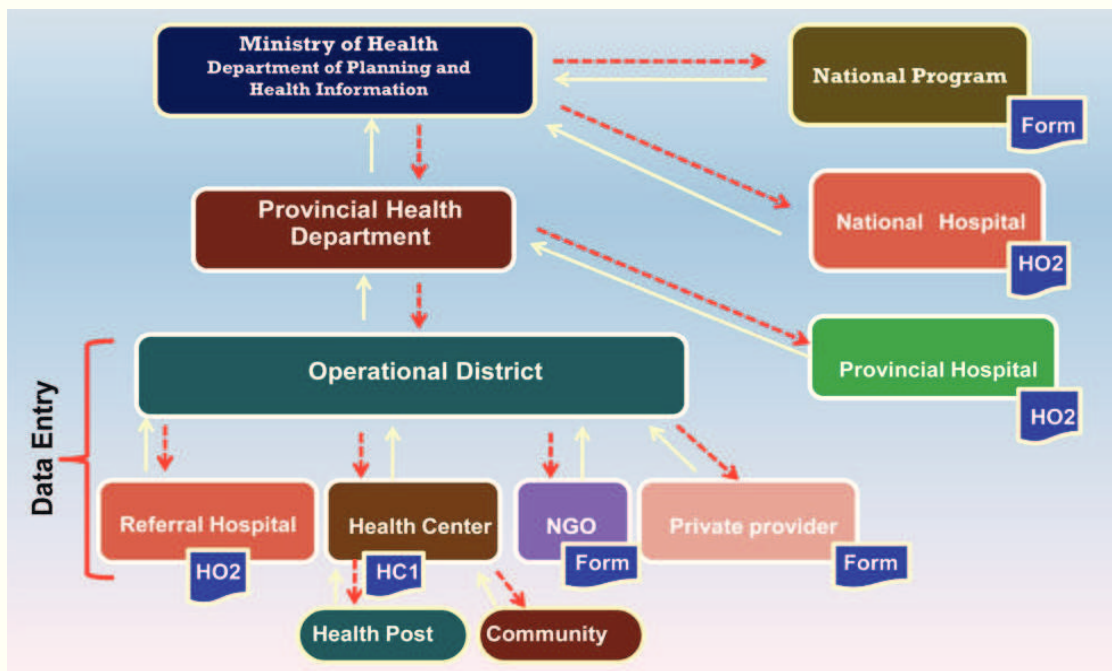 Ministry of Health
Department of Planning and
Health Information
National Program
Form
Provincial Health
Department
National Hospital
HO2
Operational District
Provincial Hospital
HO2
Data Entry
Referral Hospital
HO2
Health Center
HC1
NGO
Form
Private provider
Form
Health Post
Community